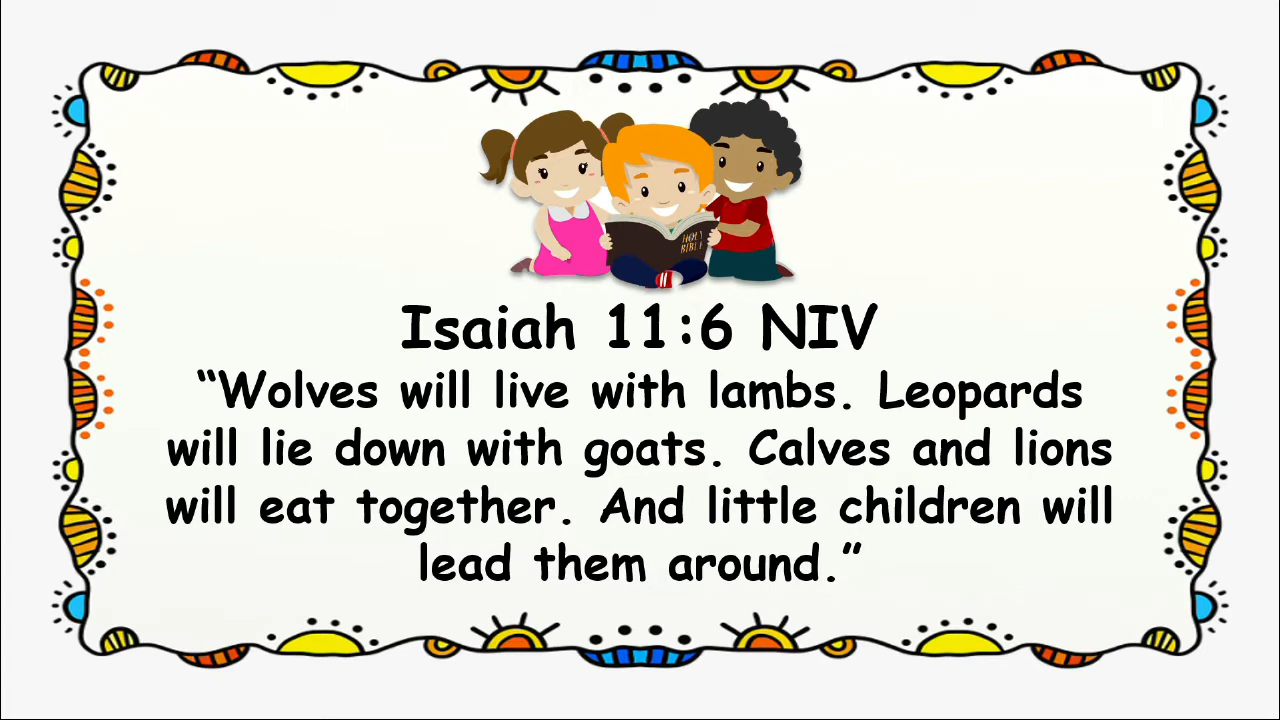 HOLY
BIBLE
Isaiah 11:6 NIV
“Wolves will live with lambs. Leopards
will lie down with goats. Calves and lions
will eat together. And little children will
lead them around.”